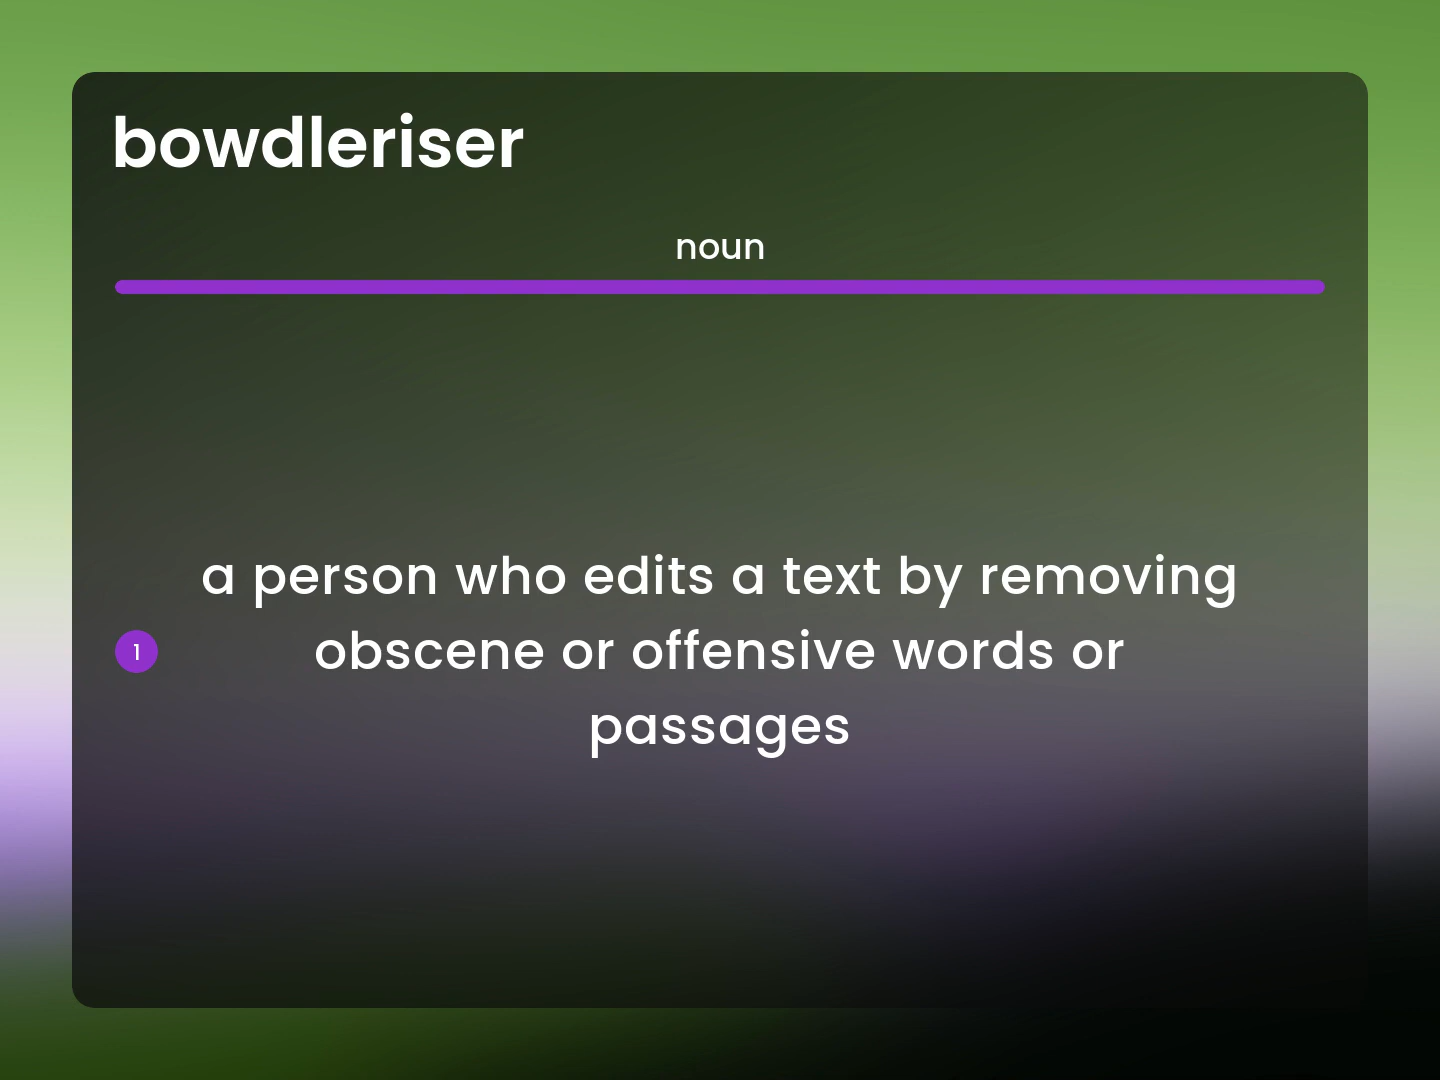 bowdleriser
noun
1
a person who edits a text by removing
obscene or offensive words or
passages